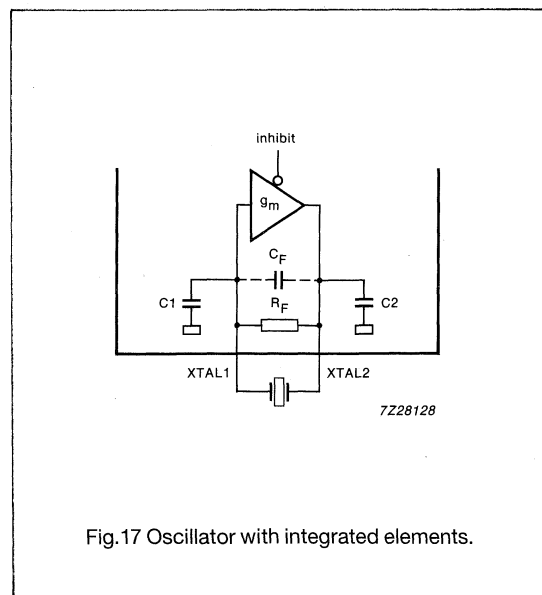 inhibit
gm
CF
C1
RF
C2
XTAL1
XTAL2
7Z28128
Fig.17 Oscillator with integrated elements.